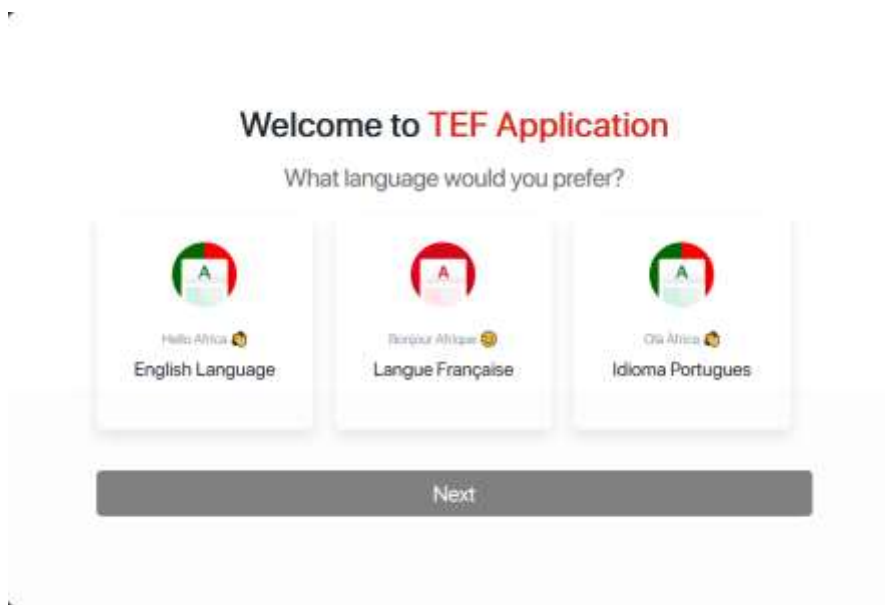 Welcome to TEF Application
What language would you prefer?
A
Hello Africa
English Language
A
Bonjour Afrique
Langue Française
A
Olá África
Idioma Portugues
Next